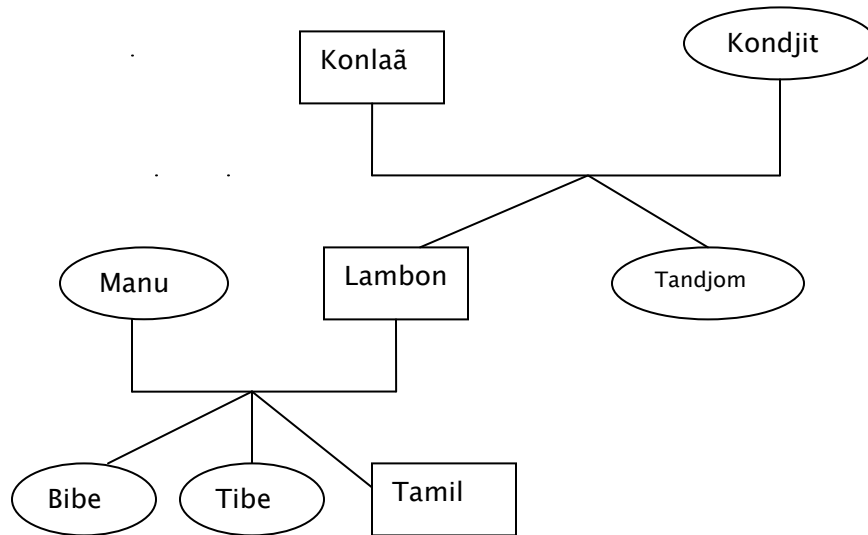 Konlaã
Kondjit
Manu
Lambon
Tandjom
Bibe
Tibe
Tamil